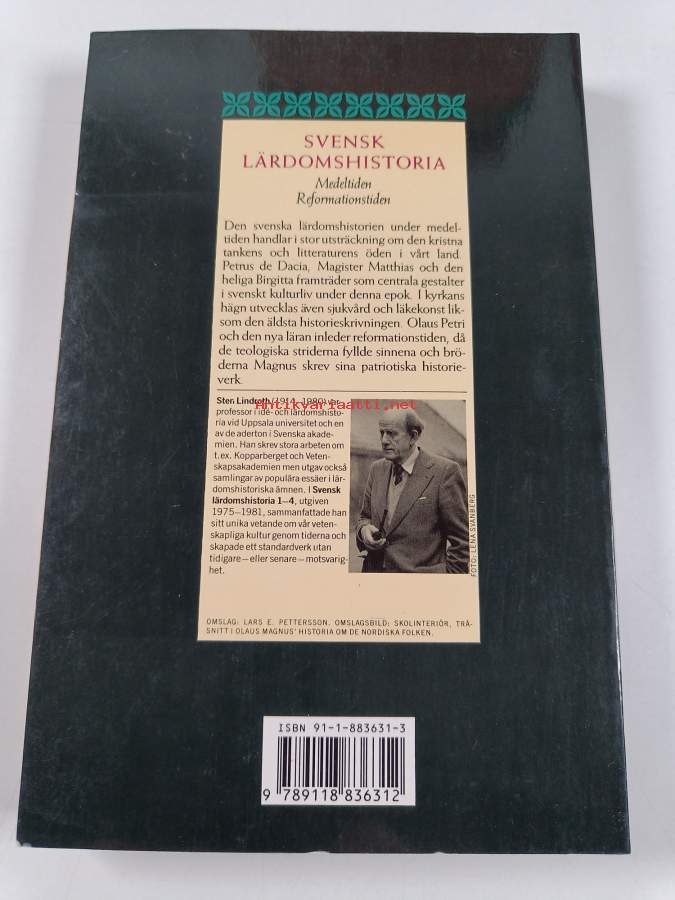 SVENSK
LÄRDOMSHISTORIA
Medeltiden
Reformationstiden
Den svenska lärdomshistorien under medel-
tiden handlar i stor utsträckning om den kristna
tankens och litteraturens öden i vårt land.
Petrus de Dacia, Magister Matthias och den
heliga Birgitta framträder som centrala gestalter
i svenskt kulturliv under denna epok. I kyrkans
hägn utvecklas även sjukvård och läkekonst lik-
som den äldsta historieskrivningen. Olaus Petri
och den nya läran inleder reformationstiden, då
de teologiska striderna fyllde sinnena och brö-
derna Magnus skrev sina patriotiska historie-
verk.
Sten Lindroth (1914–1980) var
Antikvariaatti.net
professor i idé- och lärdomshisto-
ria vid Uppsala universitet och en
av de aderton i Svenska akade-
mien. Han skrev stora arbeten om
t.ex. Kopparberget och Veten-
skapsakademien men utgav också
samlingar av populära essäer i lär-
domshistoriska ämnen. I Svensk
lärdomshistoria 1–4, utgiven
1975–1981, sammanfattade han
sitt unika vetande om vår veten-
skapliga kultur genom tiderna och
skapade ett standardverk utan
tidigare – eller senare – motsvarig-
het.
FOTO: LENA SVANBERG
OMSLAG: LARS E. PETTERSSON. OMSLAGSBILD: SKOLINTERIÖR, TRÄ-
SNITT I OLAUS MAGNUS' HISTORIA OM DE NORDISKA FOLKEN.
ISBN 91-1-883631-3
9 789118 836312